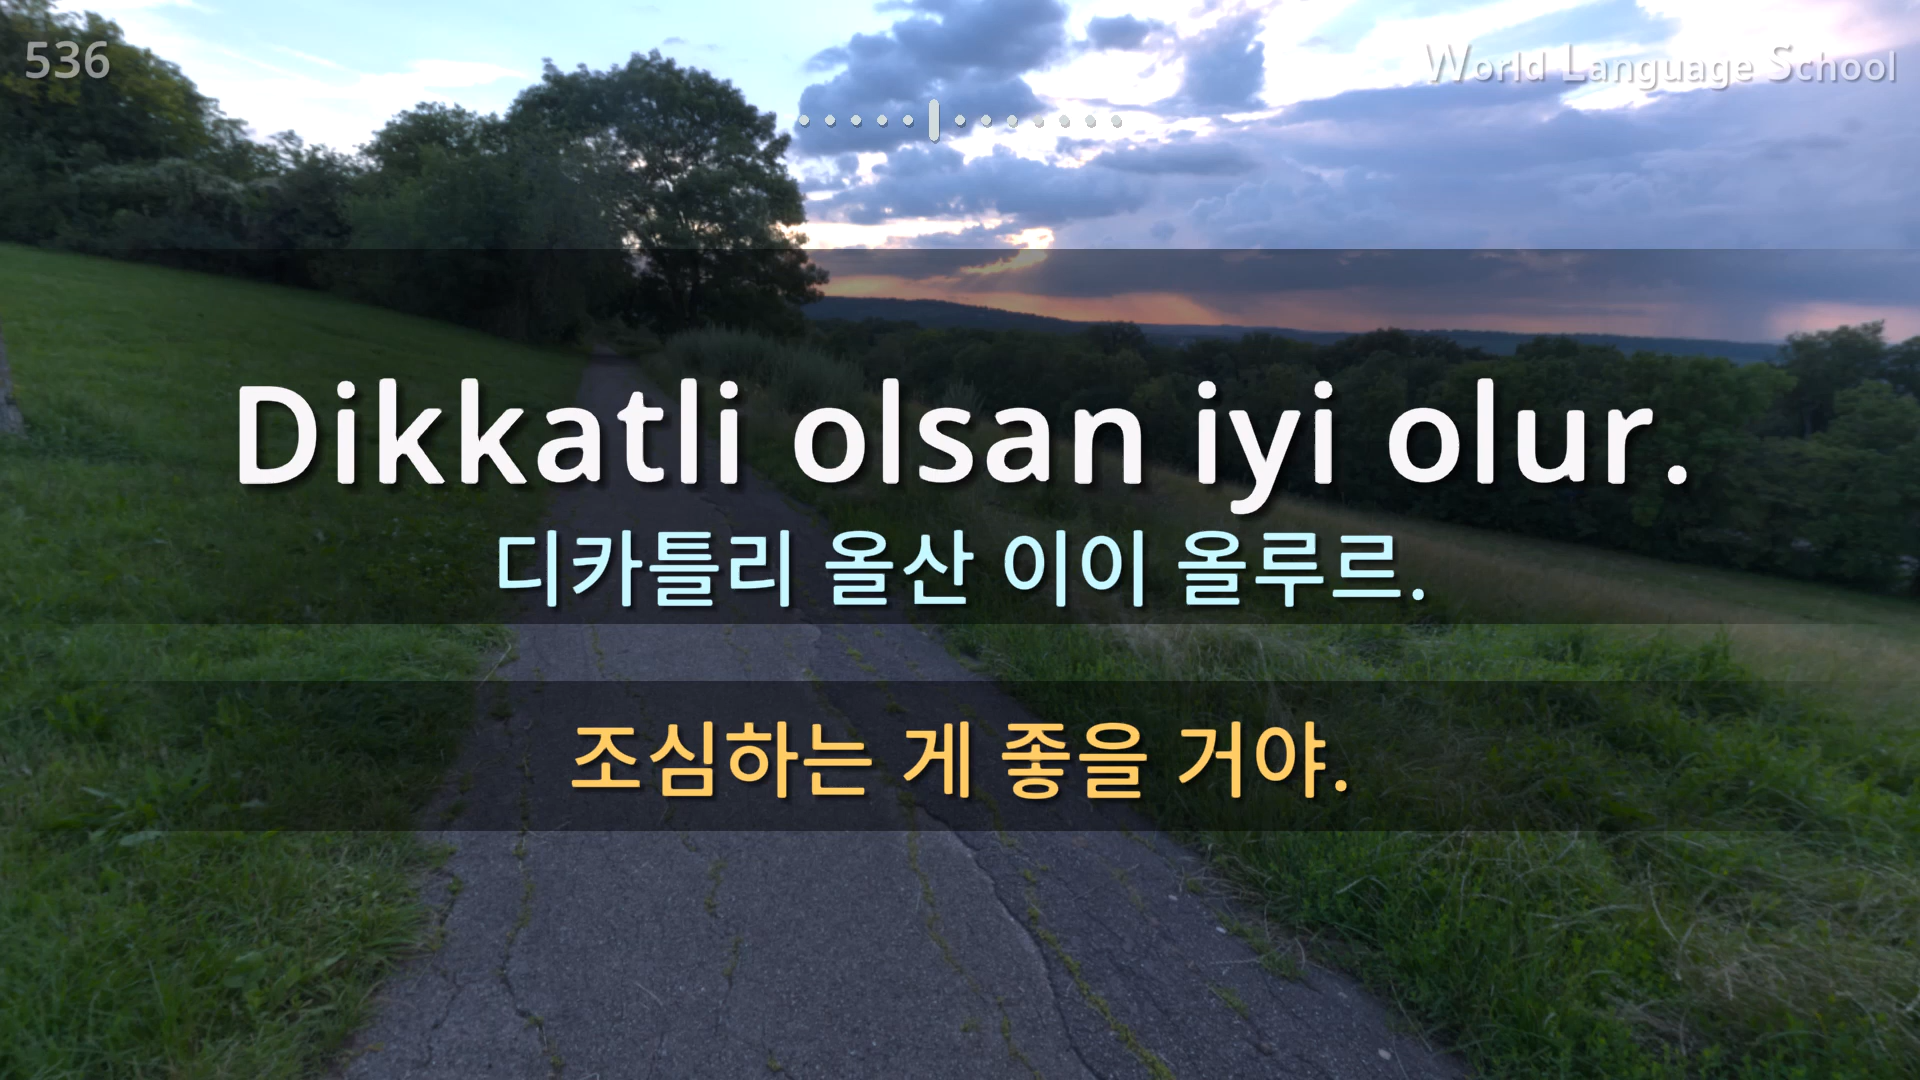 536
World Language School
Dikkatli olsan iyi olur.
디카틀리 올산 이이 올루르.
조심하는 게 좋을 거야.